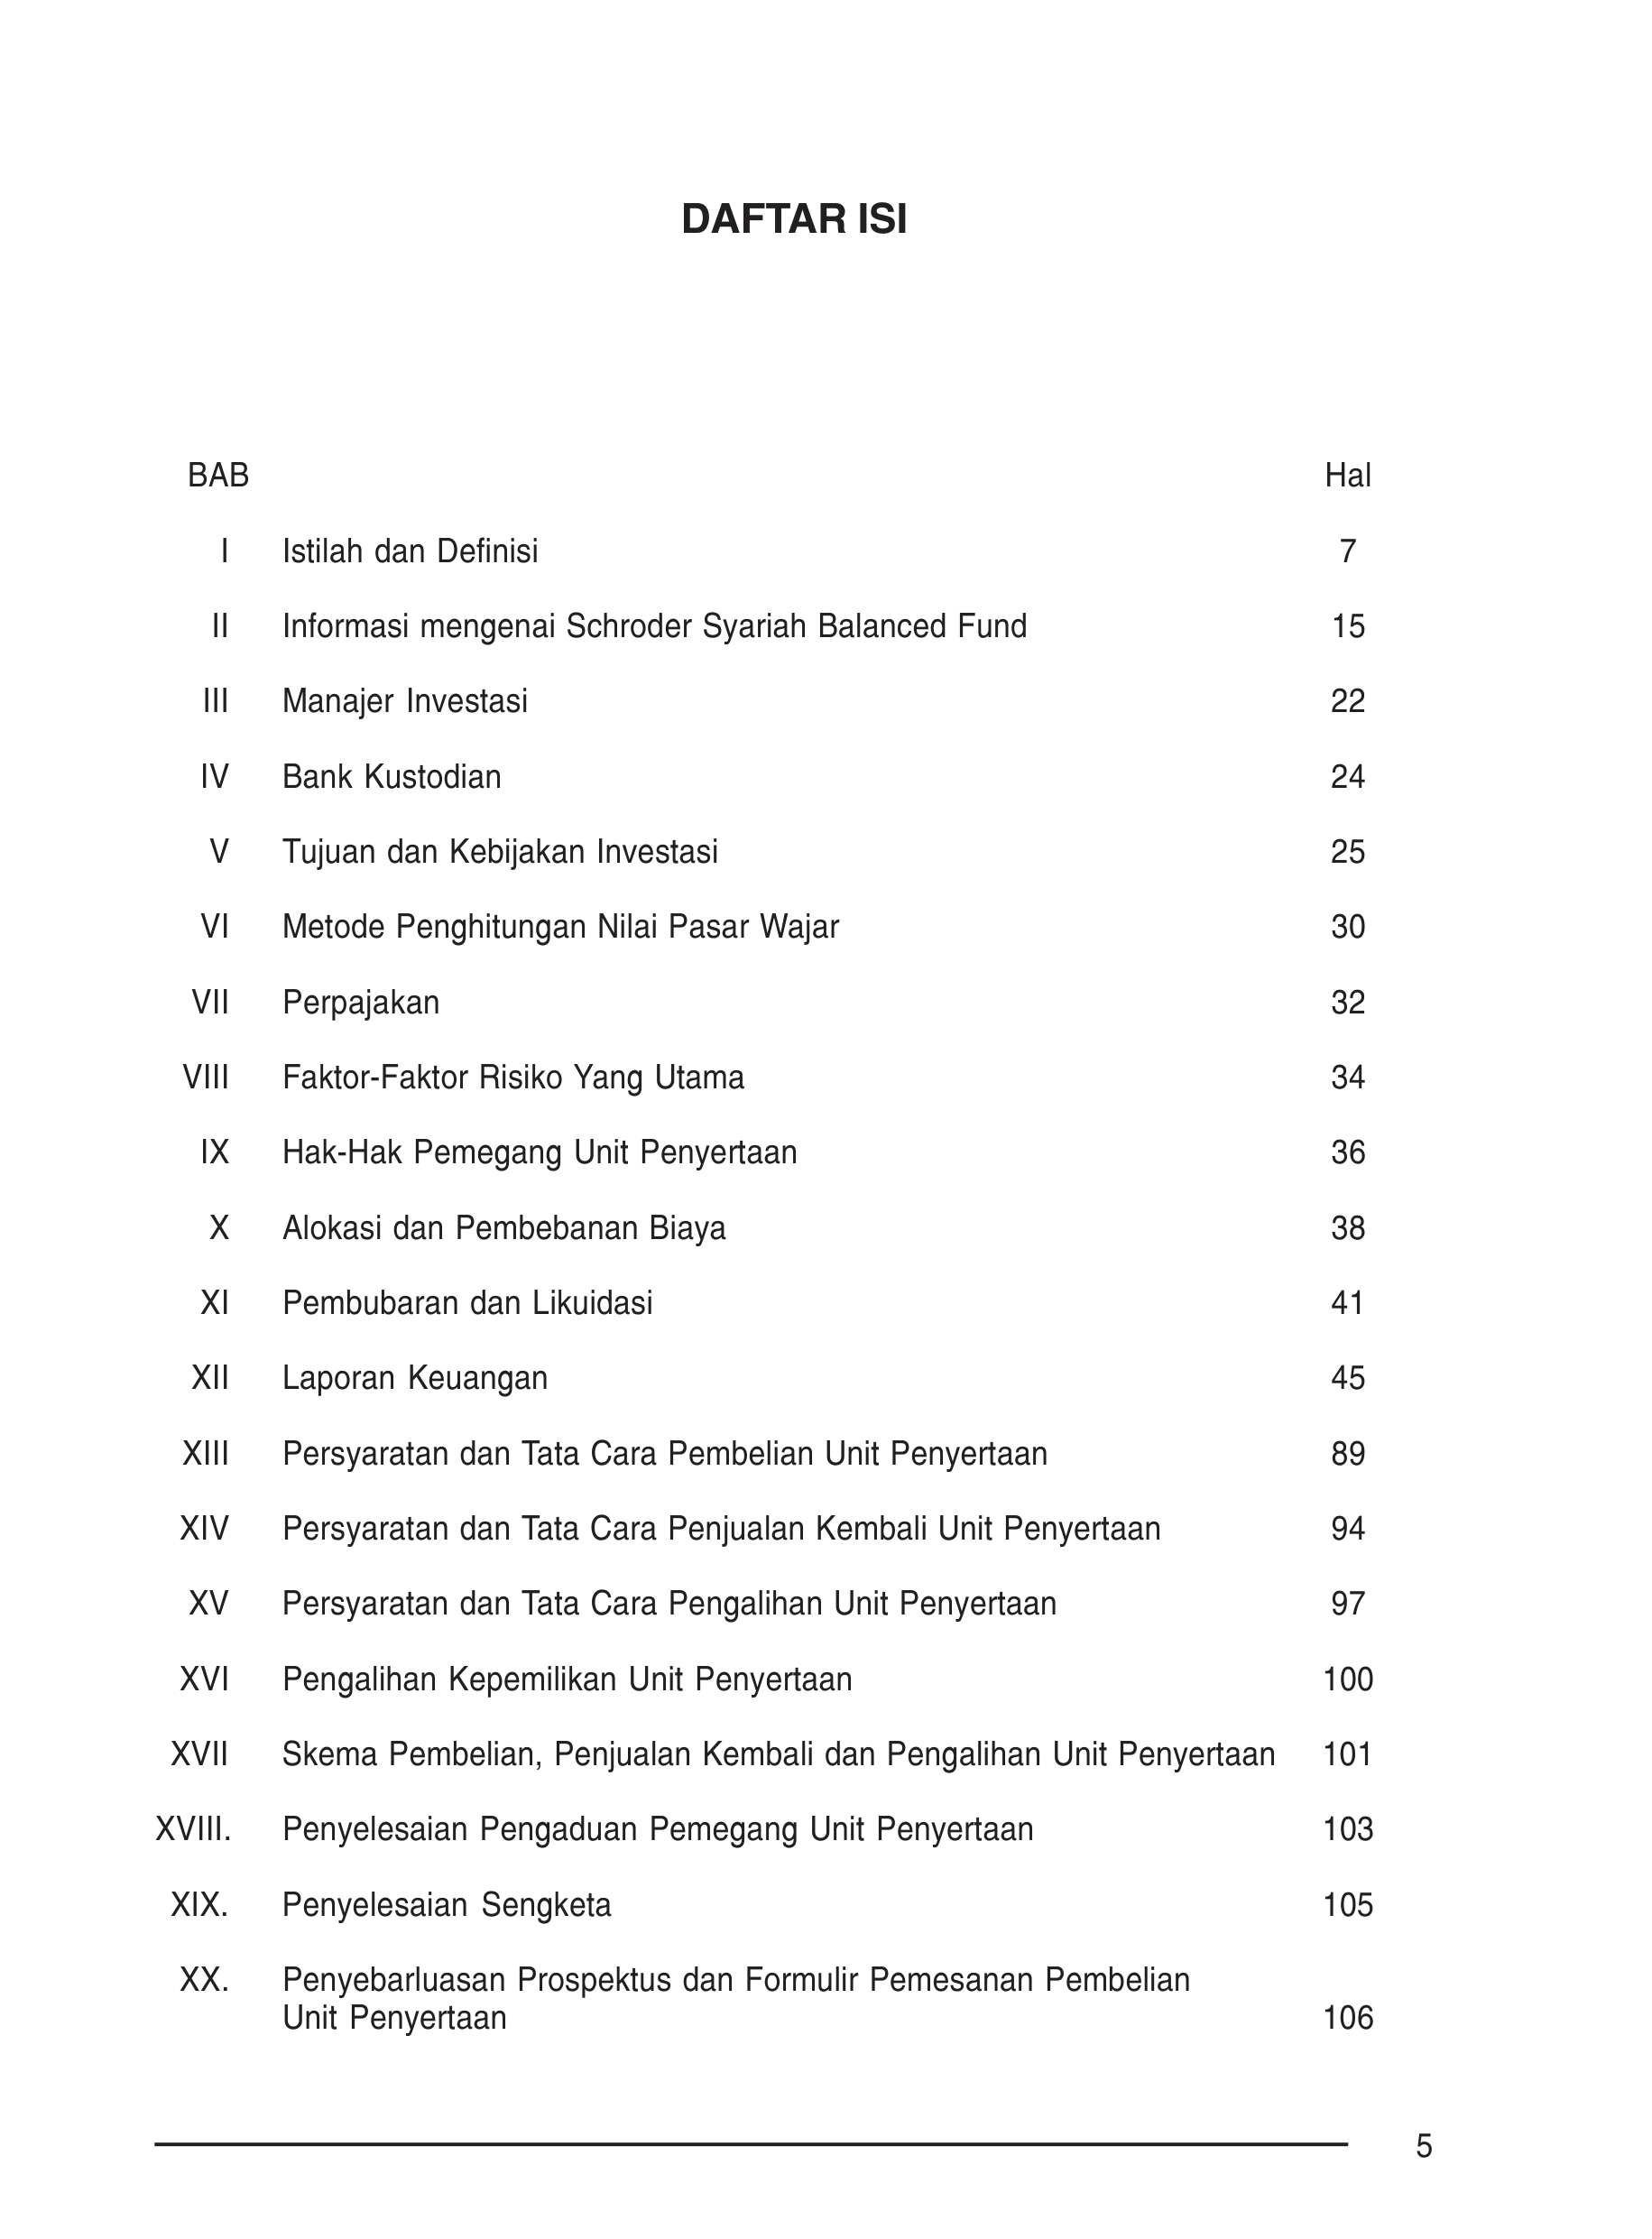 DAFTAR ISI
BAB Hal
I Istilah dan Definisi 7
II Informasi mengenai Schroder Syariah Balanced Fund 15
III Manajer Investasi 22
IV Bank Kustodian 24
V Tujuan dan Kebijakan Investasi 25
VI Metode Penghitungan Nilai Pasar Wajar 30
VII Perpajakan 32
VIII Faktor-Faktor Risiko Yang Utama 34
IX Hak-Hak Pemegang Unit Penyertaan 36
X Alokasi dan Pembebanan Biaya 38
XI Pembubaran dan Likuidasi 41
XII Laporan Keuangan 45
XIII Persyaratan dan Tata Cara Pembelian Unit Penyertaan 89
XIV Persyaratan dan Tata Cara Penjualan Kembali Unit Penyertaan 94
XV Persyaratan dan Tata Cara Pengalihan Unit Penyertaan 97
XVI Pengalihan Kepemilikan Unit Penyertaan 100
XVII Skema Pembelian, Penjualan Kembali dan Pengalihan Unit Penyertaan 101
XVIII. Penyelesaian Pengaduan Pemegang Unit Penyertaan 103
XIX. Penyelesaian Sengketa 105
XX. Penyebarluasan Prospektus dan Formulir Pemesanan Pembelian
Unit Penyertaan 106
5